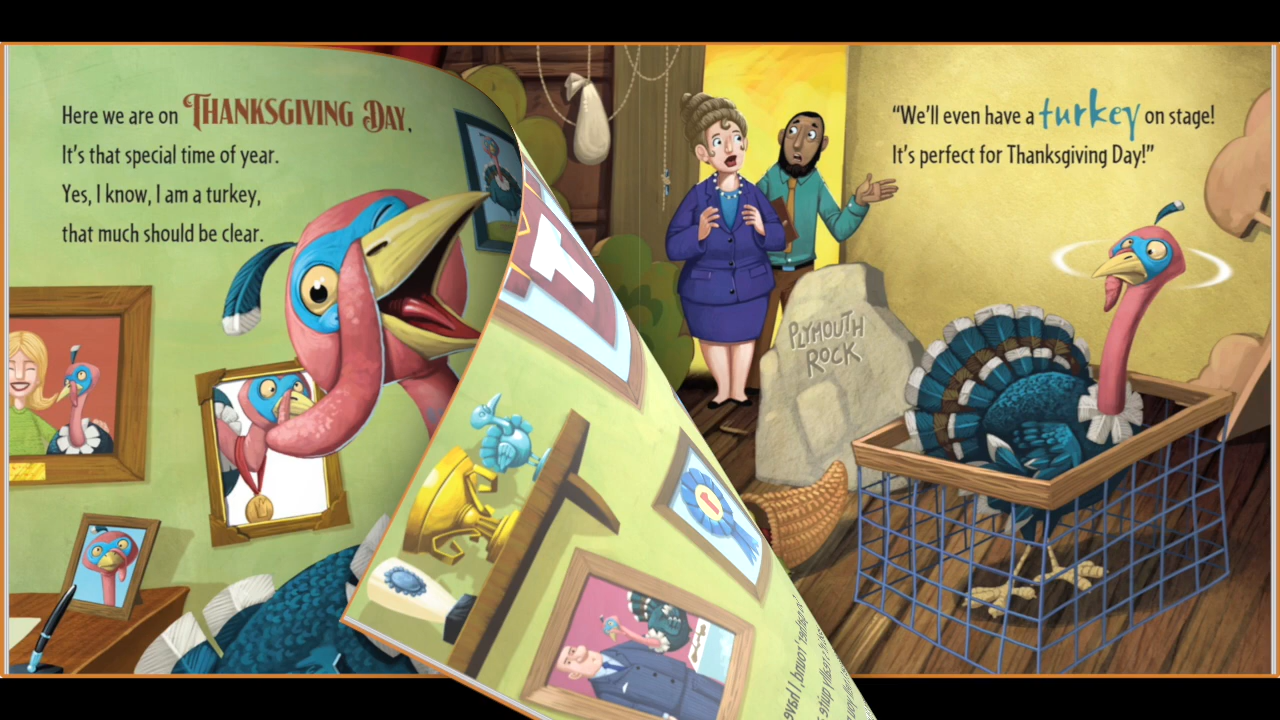 Here we are on THANKSGIVING DAY.
It's that special time of year.
Yes, I know, I am a turkey,
that much should be clear.
“We'll even have a turkey on stage!
It's perfect for Thanksgiving Day!”
PLYMOUTH
ROCK
T
1